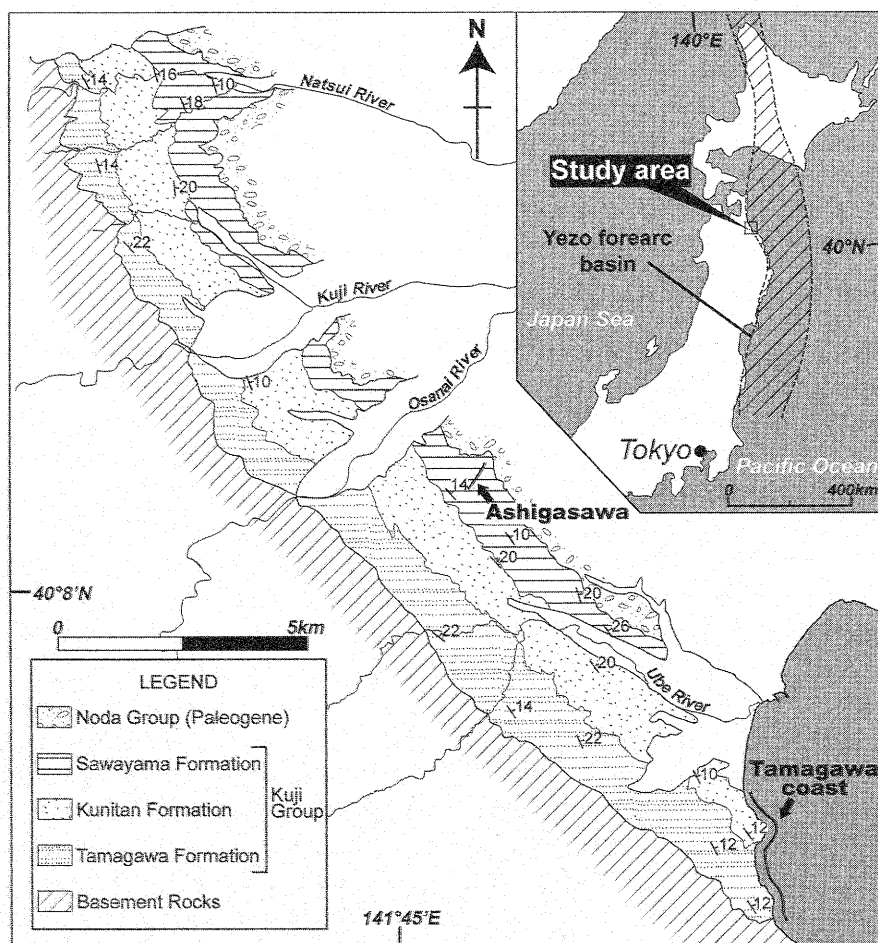 N
14
16
10
18
Natsui River
14
20
22
Kuji River
10
Osanai River
14
Ashigasawa
10
20
20
26
22
20
Ube River
14
22
10
Tamagawa
coast
12
12
12
40°8'N
0 5km
141°45'E
LEGEND
Noda Group (Paleogene)
Sawayama Formation
Kunitan Formation
Tamagawa Formation
Kuji
Group
Basement Rocks
140°E
Study area
40°N
Yezo forearc
basin
Japan Sea
Tokyo
Pacific Ocean
0 400km